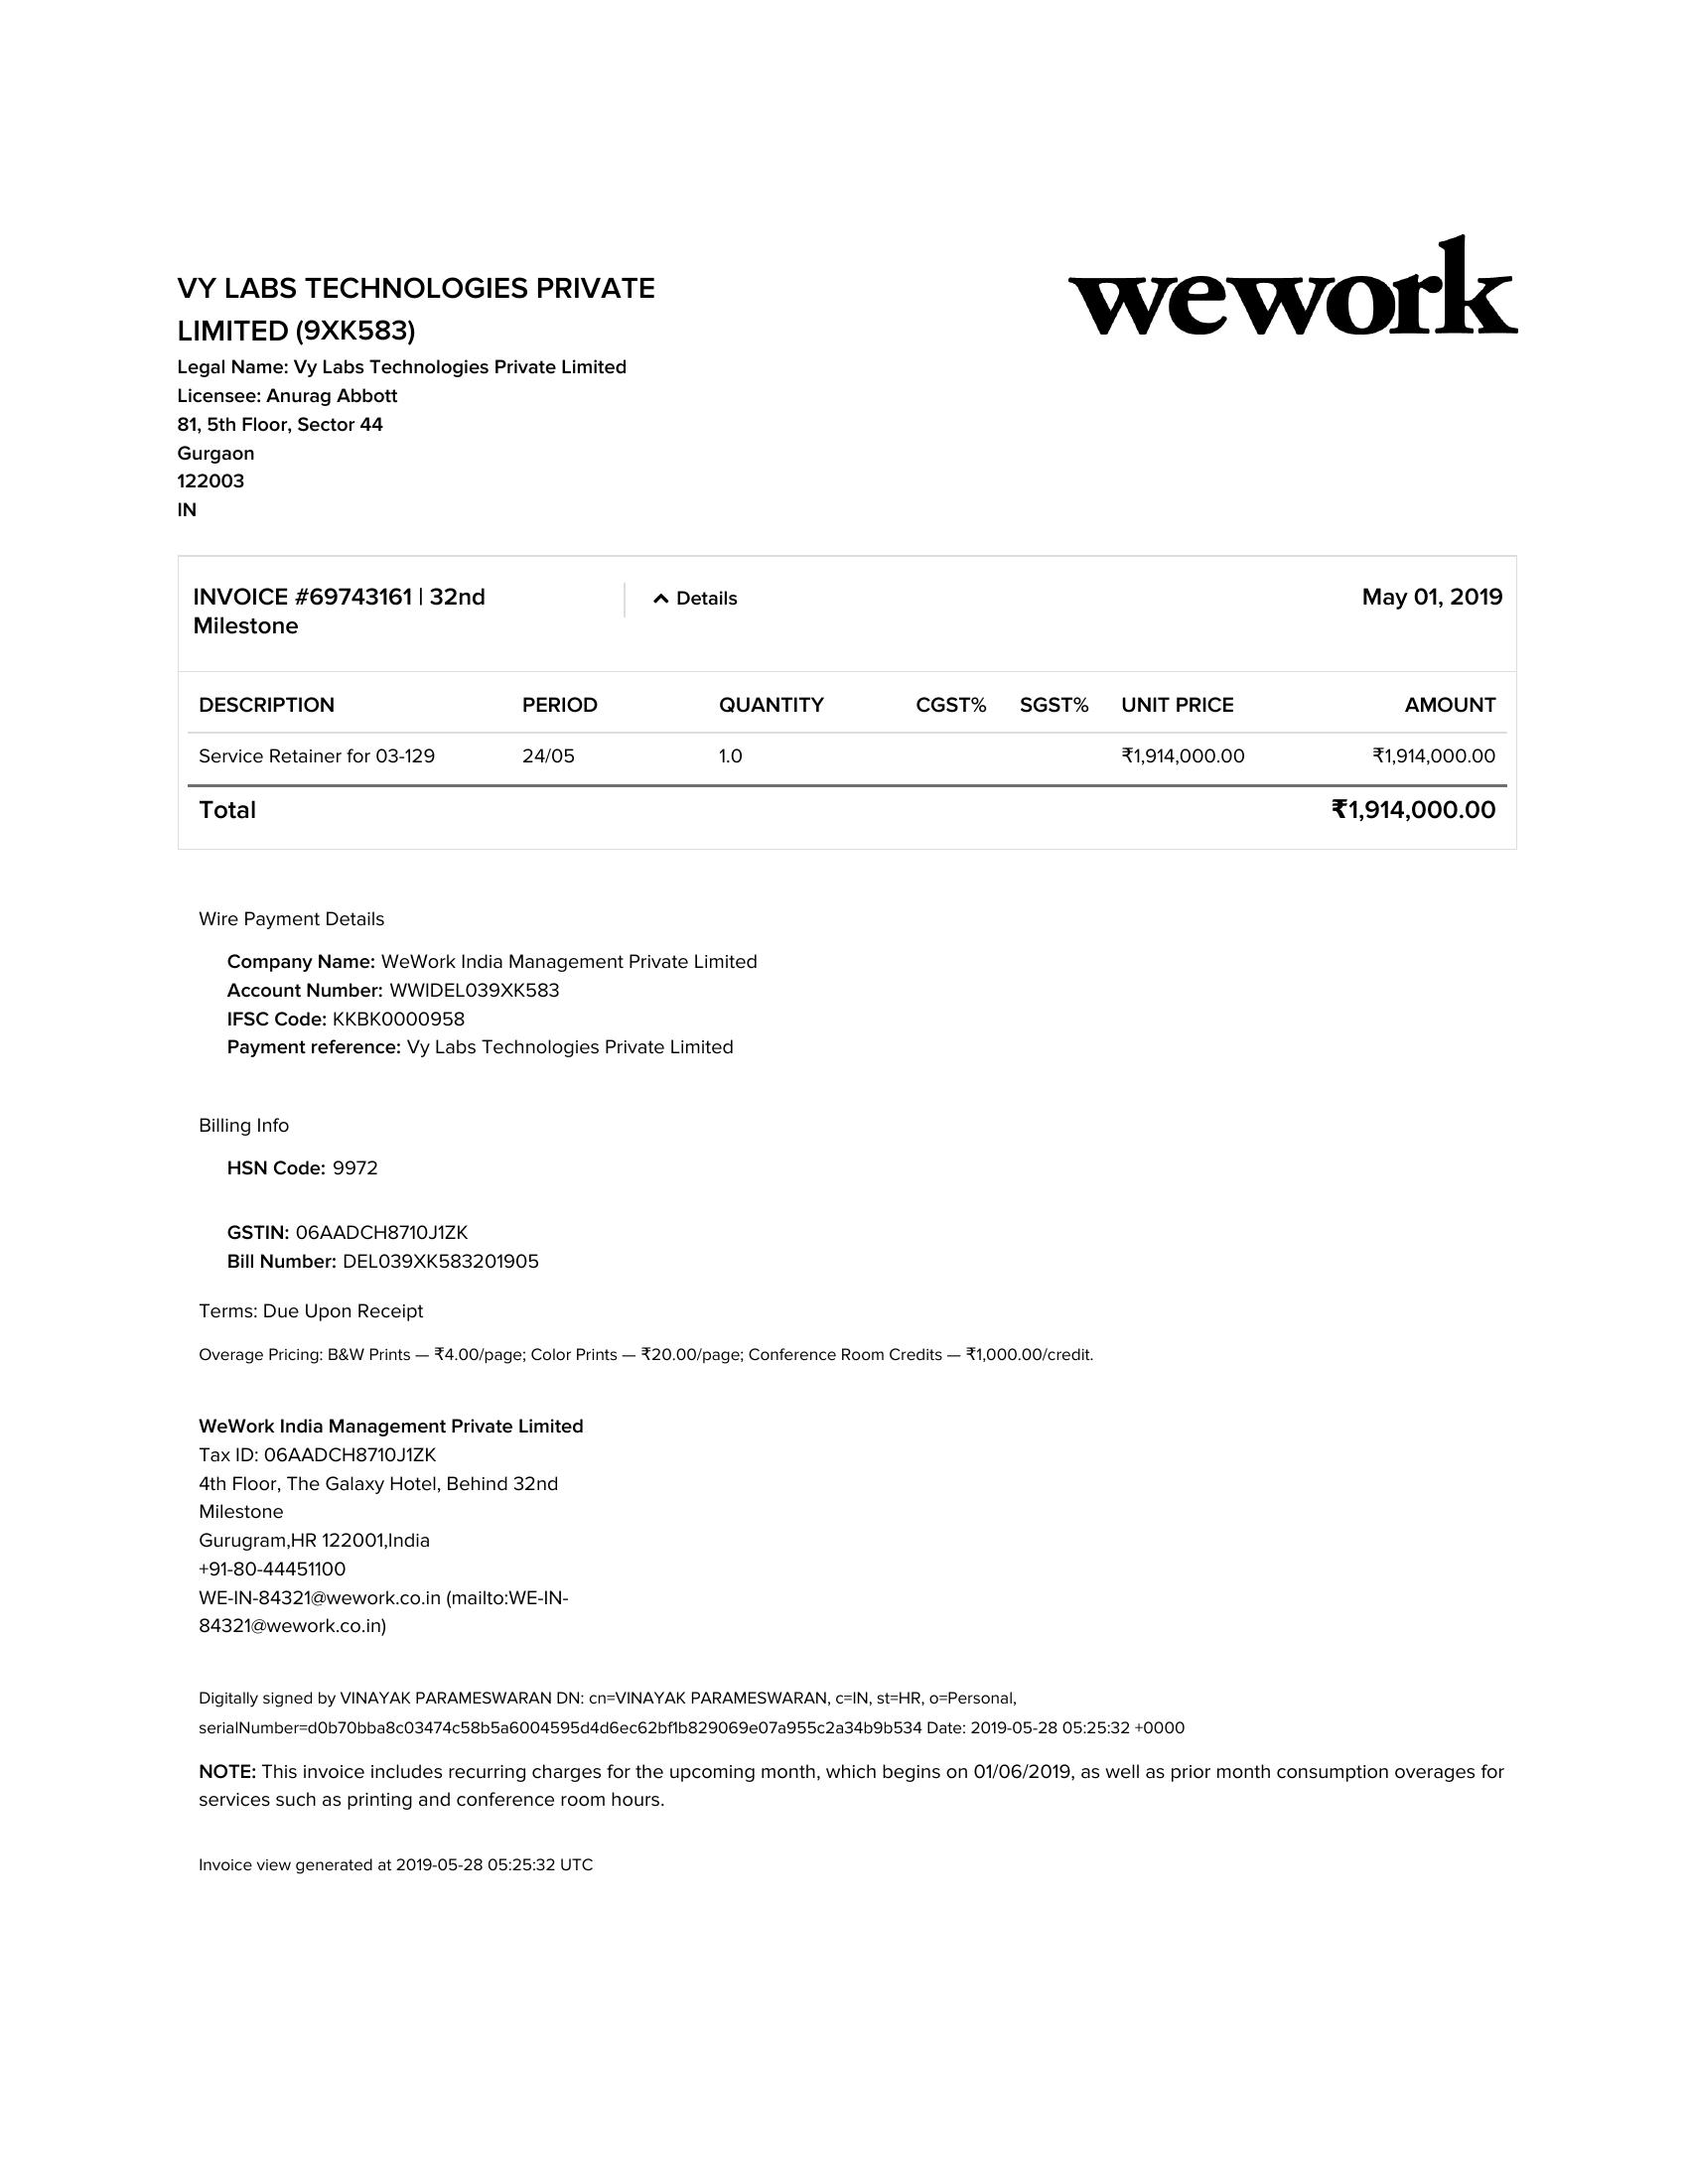 wework
VY LABS TECHNOLOGIES PRIVATE
LIMITED (9XK583)
Legal Name: Vy Labs Technologies Private Limited
Licensee: Anurag Abbott
81, 5th Floor, Sector 44
Gurgaon
122003
IN
INVOICE #69743161 | 32nd
Milestone
Details
May 01, 2019
DESCRIPTION PERIOD QUANTITY CGST% SGST% UNIT PRICE AMOUNT
Service Retainer for 03-129 24/05 1.0 ₹1,914,000.00 ₹1,914,000.00
Total ₹1,914,000.00
Wire Payment Details
Company Name: WeWork India Management Private Limited
Account Number: WWIDEL039XK583
IFSC Code: KKBK0000958
Payment reference: Vy Labs Technologies Private Limited
Billing Info
HSN Code: 9972
GSTIN: 06AADCH8710J1ZK
Bill Number: DEL039XK583201905
Terms: Due Upon Receipt
Overage Pricing: B&W Prints — ₹4.00/page; Color Prints — ₹20.00/page; Conference Room Credits — ₹1,000.00/credit.
WeWork India Management Private Limited
Tax ID: 06AADCH8710J1ZK
4th Floor, The Galaxy Hotel, Behind 32nd
Milestone
Gurugram,HR 122001,India
+91-80-44451100
WE-IN-84321@wework.co.in (mailto:WE-IN-
84321@wework.co.in)
Digitally signed by VINAYAK PARAMESWARAN DN: cn=VINAYAK PARAMESWARAN, c=IN, st=HR, o=Personal,
serialNumber=d0b70bba8c03474c58b5a6004595d4d6ec62bf1b829069e07a955c2a34b9b534 Date: 2019-05-28 05:25:32 +0000
NOTE: This invoice includes recurring charges for the upcoming month, which begins on 01/06/2019, as well as prior month consumption overages for
services such as printing and conference room hours.
Invoice view generated at 2019-05-28 05:25:32 UTC